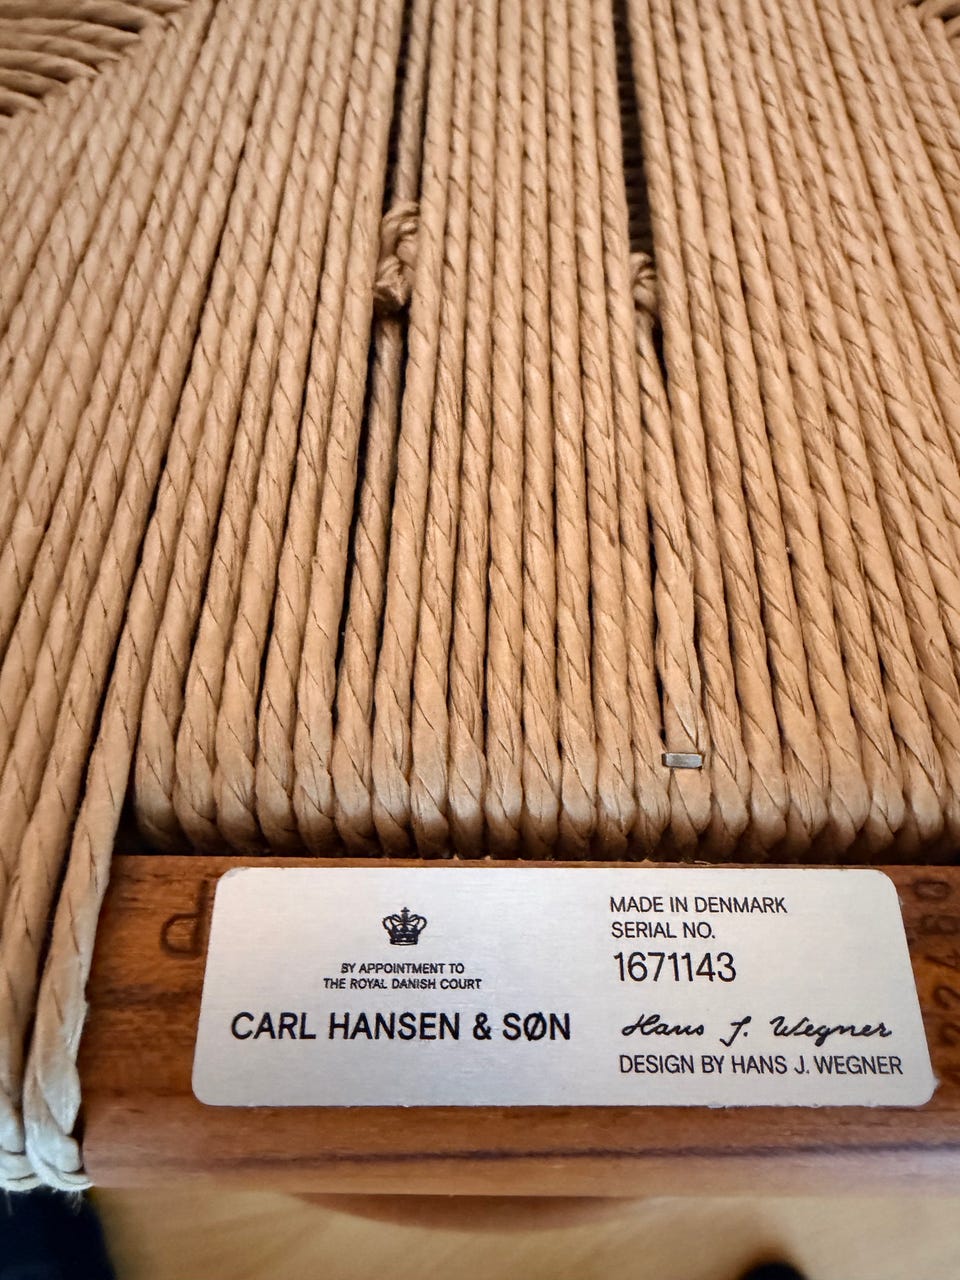 BY APPOINTMENT TO
THE ROYAL DANISH COURT
CARL HANSEN & SØN
MADE IN DENMARK
SERIAL NO.
1671143
Hans J. Wegner
DESIGN BY HANS J. WEGNER